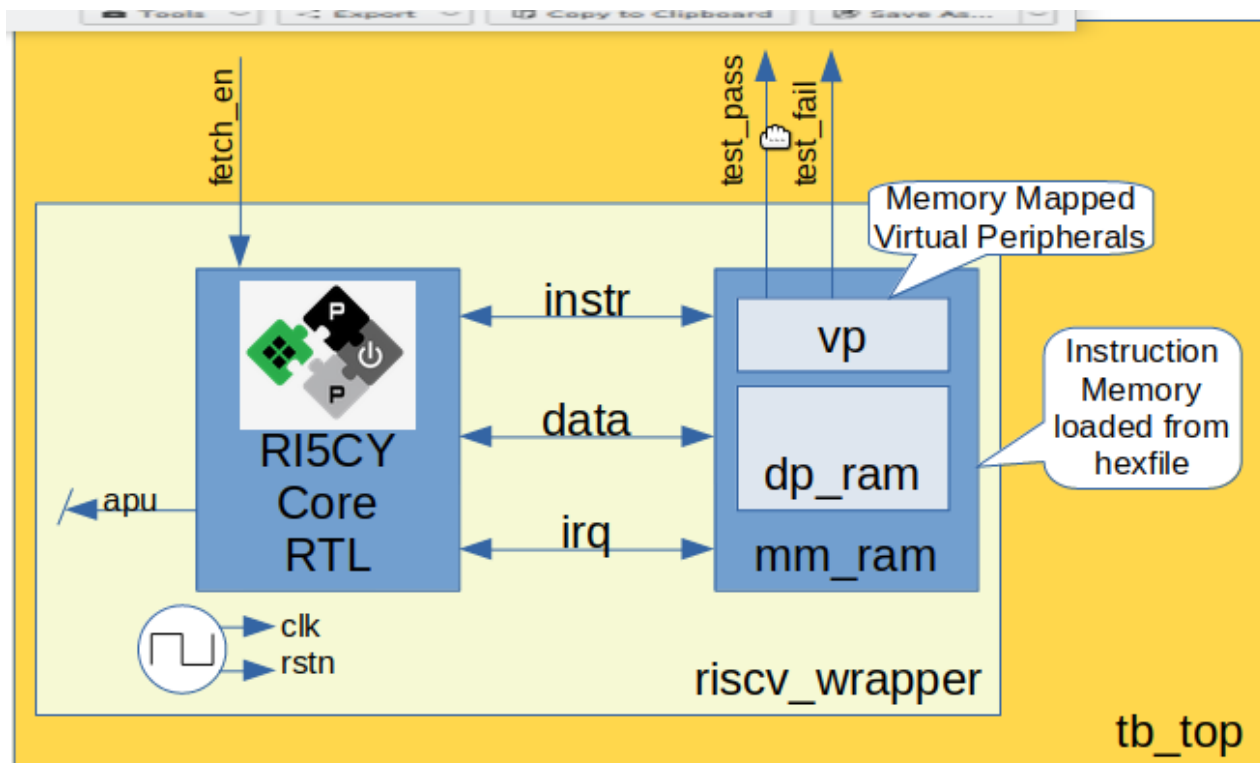 Tools
Export
Copy to Clipboard
Save As...
fetch_en
test_pass
test_fail
Memory Mapped
Virtual Peripherals
instr
vp
Instruction
Memory
loaded from
hexfile
P
P
data
dp_ram
RI5CY
Core
RTL
apu
irq
mm_ram
clk
rstn
riscv_wrapper
tb_top